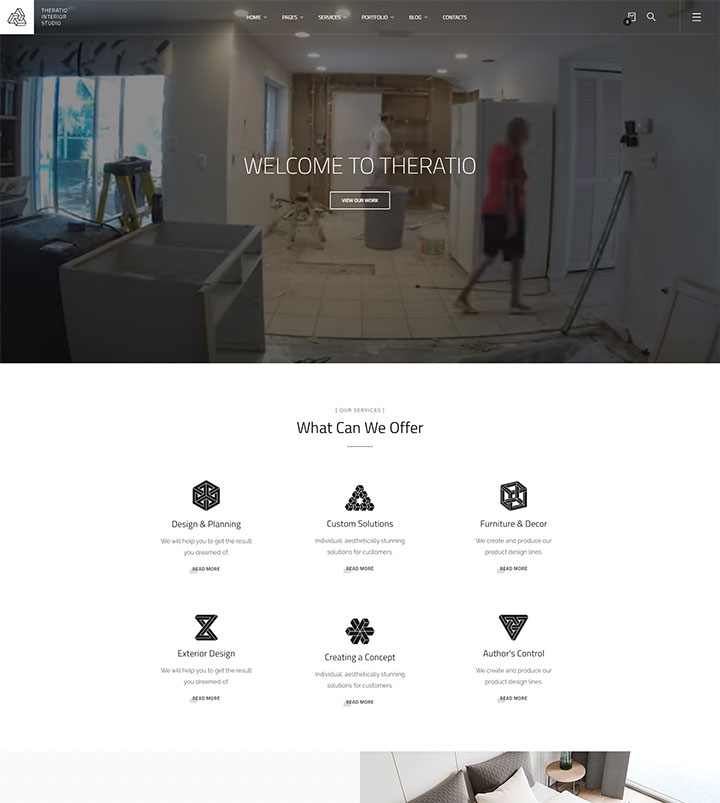 THERATIO
INTERIOR
STUDIO
HOME PAGES SERVICES PORTFOLIO BLOG CONTACTS
0
WELCOME TO THERATIO
VIEW OUR WORK
[ OUR SERVICES ]
What Can We Offer
Design & Planning
We will help you to get the result
you dreamed of.
READ MORE
Custom Solutions
Individual, aesthetically stunning
solutions for customers.
READ MORE
Furniture & Decor
We create and produce our
product design lines.
READ MORE
Exterior Design
We will help you to get the result
you dreamed of.
READ MORE
Creating a Concept
Individual, aesthetically stunning
solutions for customers.
READ MORE
Author's Control
We create and produce our
product design lines.
READ MORE